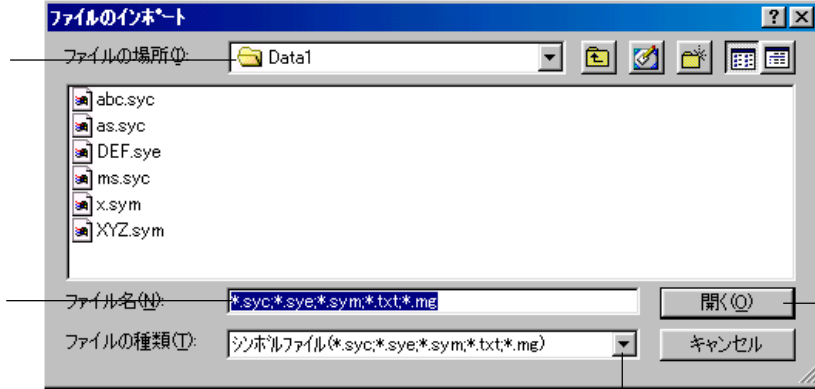 ファイルのインポート
ファイルの場所(I):
Data1
abc.syc
as.syc
DEF.sye
ms.syc
x.sym
XYZ.sym
ファイル名(N):
*.syc;*.sye;*.sym;*.txt;*.mg
開く(O)
ファイルの種類(T):
シンボルファイル(*.syc;*.sye;*.sym;*.txt;*.mg)
キャンセル